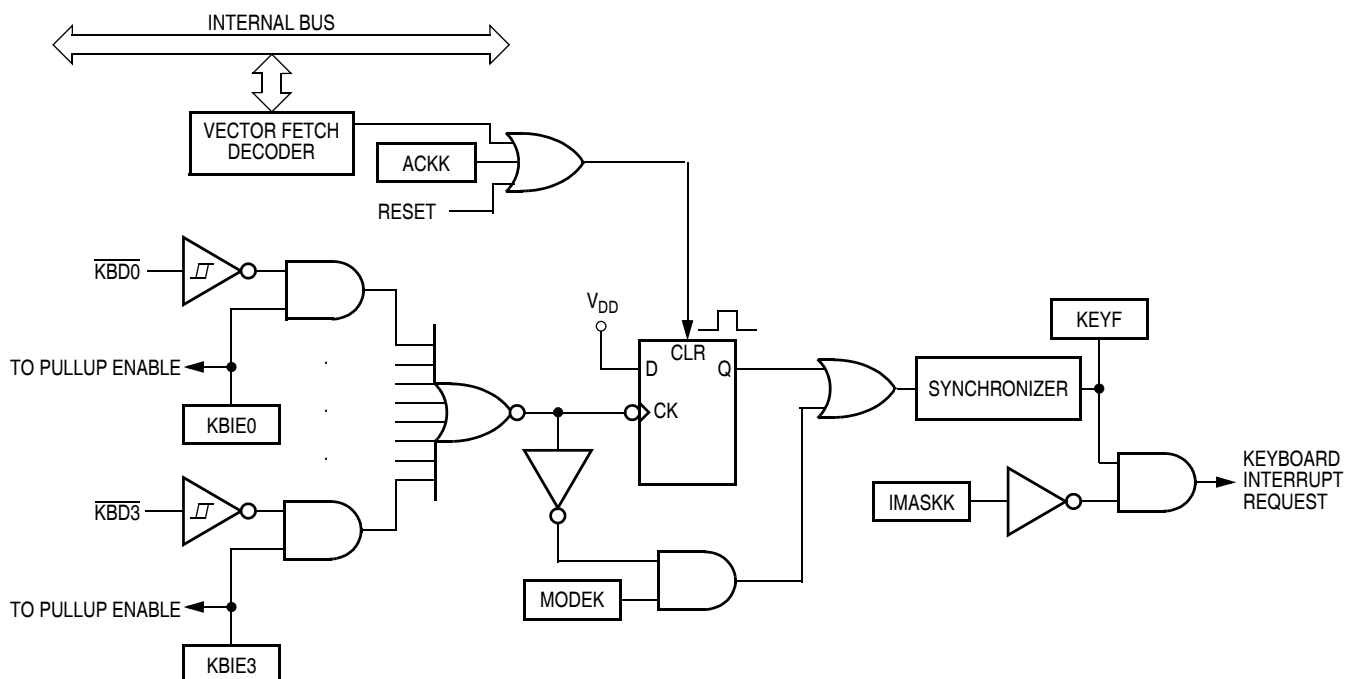 INTERNAL BUS
VECTOR FETCH
DECODER
ACKK
RESET
KBD0
TO PULLUP ENABLE
KBIE0
KBD3
TO PULLUP ENABLE
KBIE3
VDD
CLR
D
Q
CK
MODEK
SYNCHRONIZER
KEYF
IMASKK
KEYBOARD
INTERRUPT
REQUEST